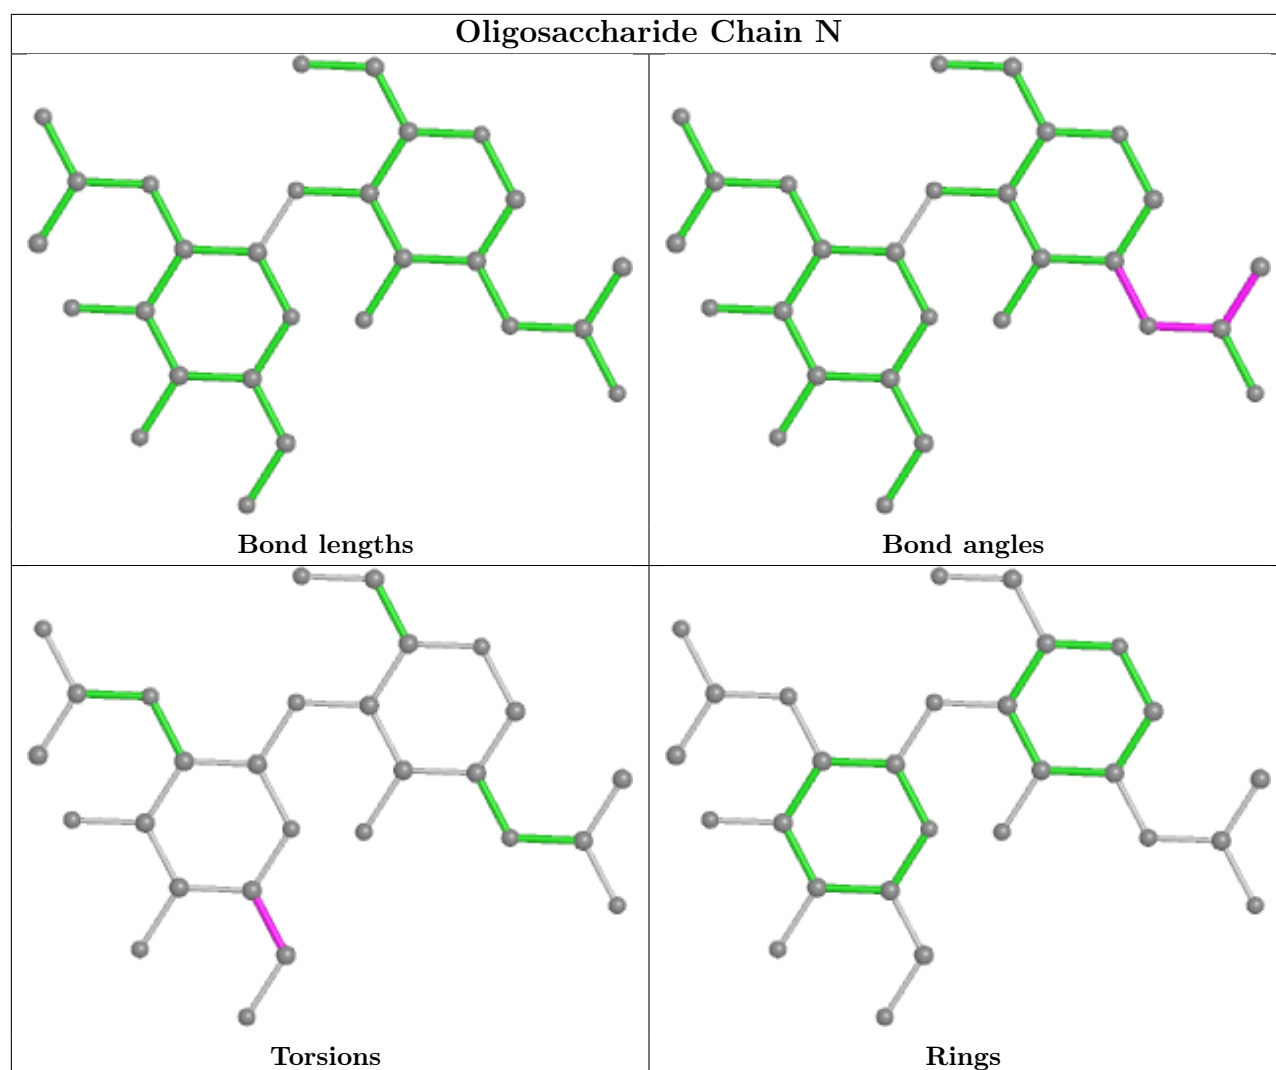 Oligosaccharide Chain N
Bond lengths
Bond angles
Torsions
Rings